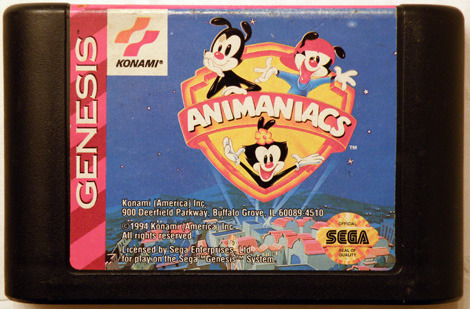 GENESIS
KONAMI®
ANIMANIACS™
Konami (America) Inc.
900 Deerfield Parkway, Buffalo Grove, IL 60089-4510
©1994 Konami (America) Inc.
All rights reserved.
Licensed by Sega Enterprises, Ltd.
for play on the Sega™ Genesis™ System.
OFFICIAL
SEGA
SEAL OF
QUALITY